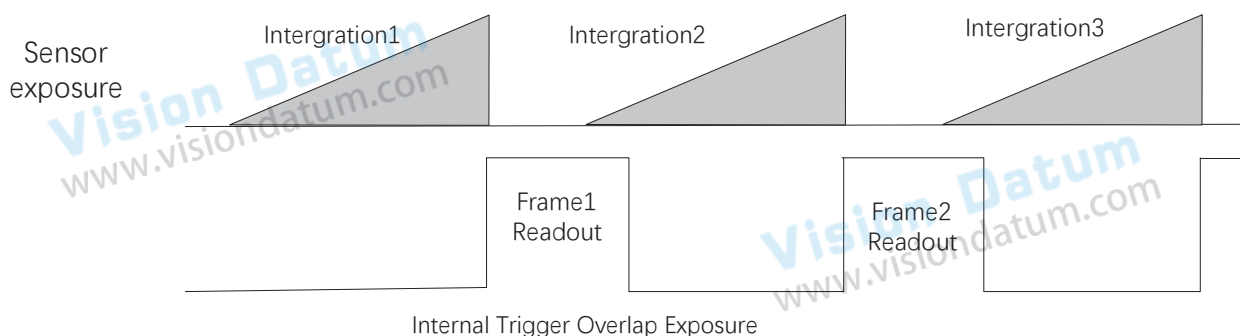 Intergration1
Intergration2
Intergration3
Sensor
exposure
Vision Datum
www.visiondatum.com
Frame1
Readout
Frame2
Readout
Vision Datum
www.visiondatum.com
Internal Trigger Overlap Exposure